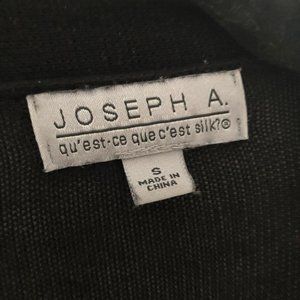 JOSEPH A.
qu'est-ce que c'est silk?®
S
MADE IN
CHINA